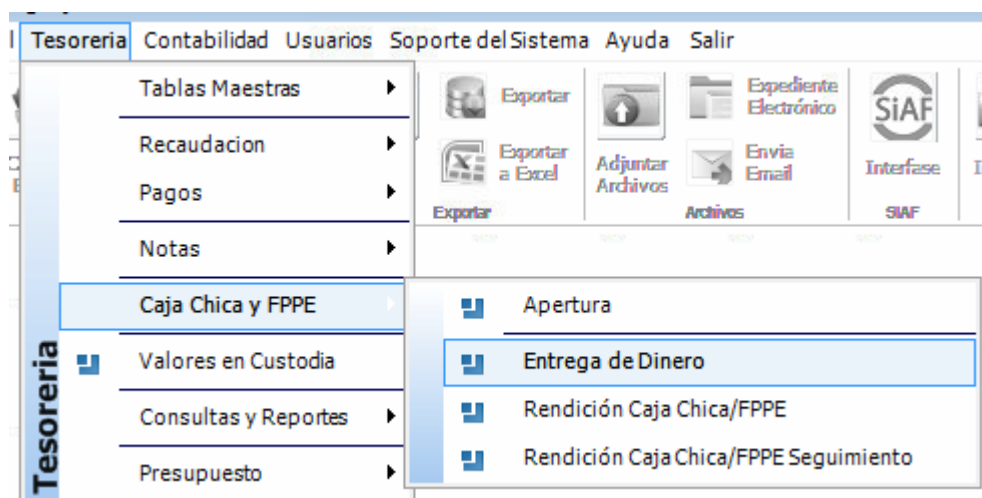 Tesoreria Contabilidad Usuarios Soporte del Sistema Ayuda Salir
Tablas Maestras
Recaudacion
Pagos
Notas
Caja Chica y FPPE
Valores en Custodia
Consultas y Reportes
Presupuesto
Tesoreria
Exportar
Exportar
a Excel
Exportar
Adjuntar
Archivos
Expediente
Electrónico
Envia
Email
Archivos
SiAF
Interfase
SIAF
Apertura
Entrega de Dinero
Rendición Caja Chica/FPPE
Rendición Caja Chica/FPPE Seguimiento